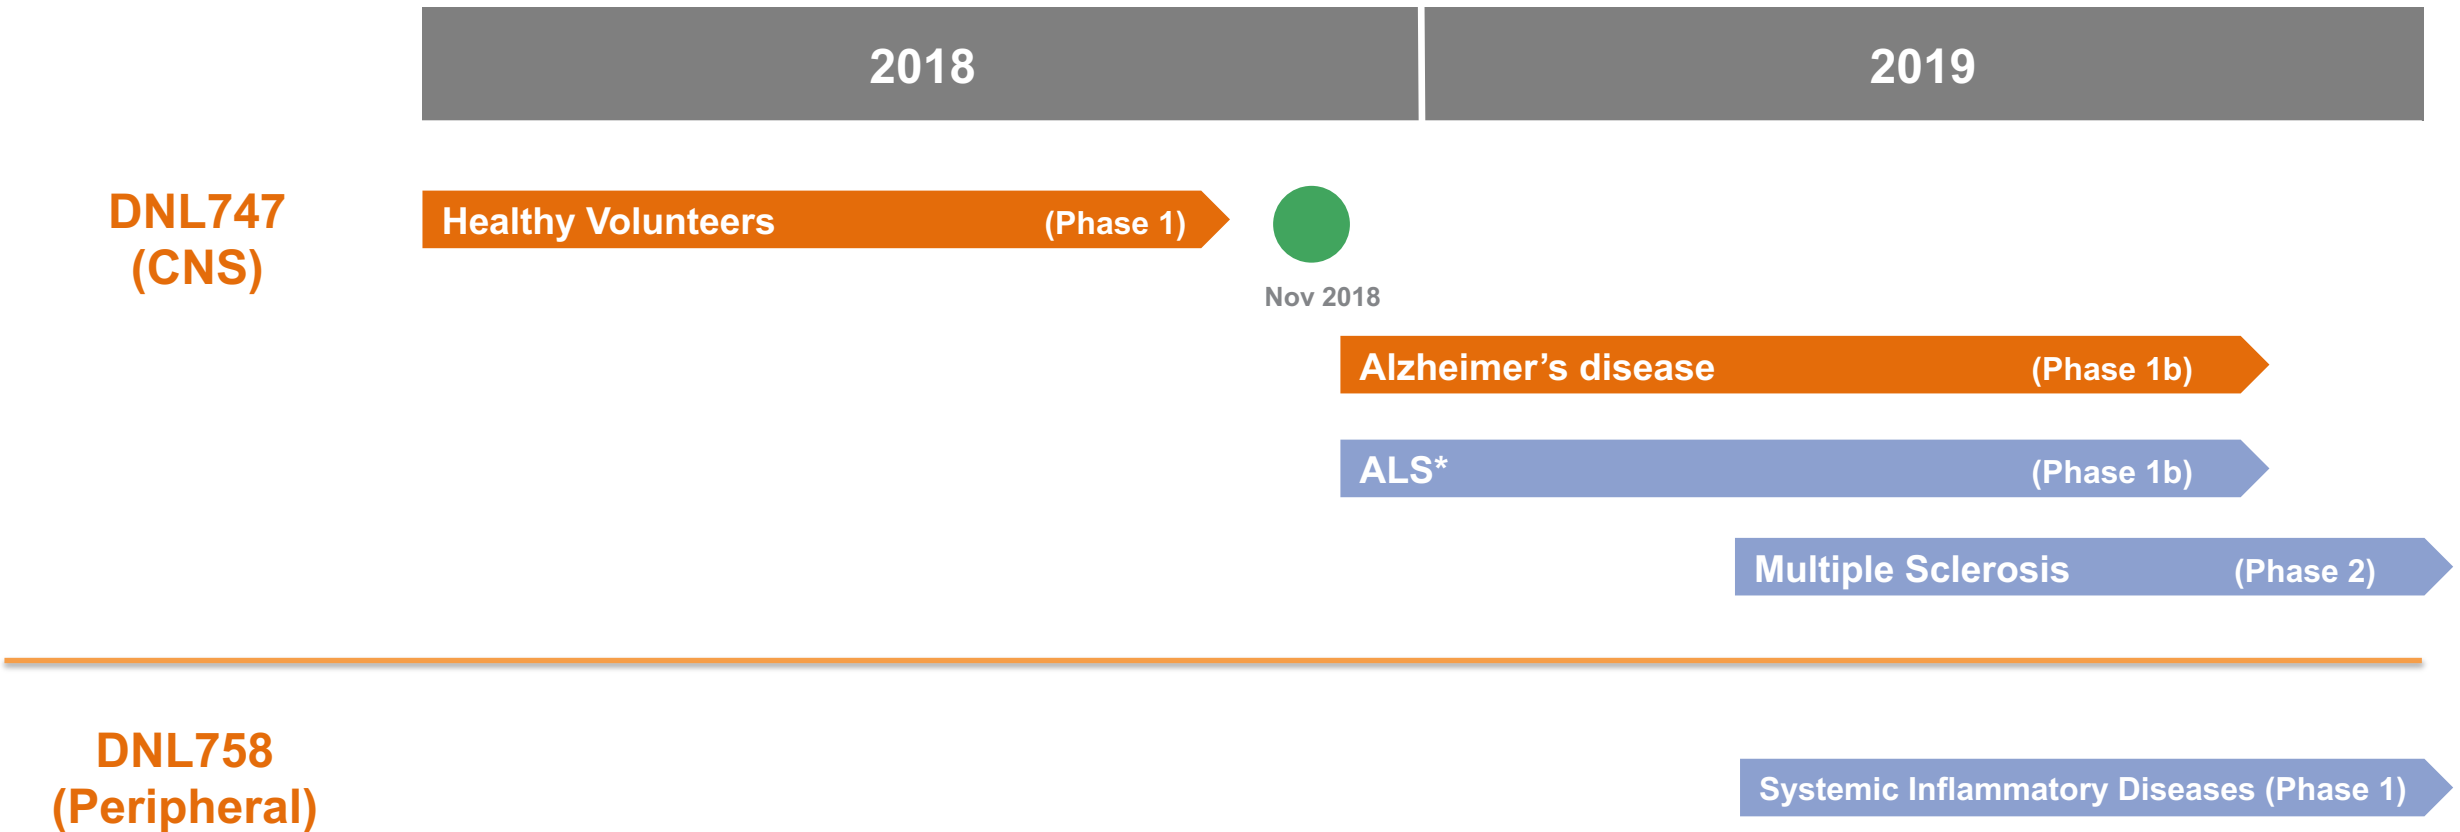 2018
2019
DNL747
(CNS)
Healthy Volunteers (Phase 1)
Nov 2018
Alzheimer’s disease (Phase 1b)
ALS* (Phase 1b)
Multiple Sclerosis (Phase 2)
DNL758
(Peripheral)
Systemic Inflammatory Diseases (Phase 1)